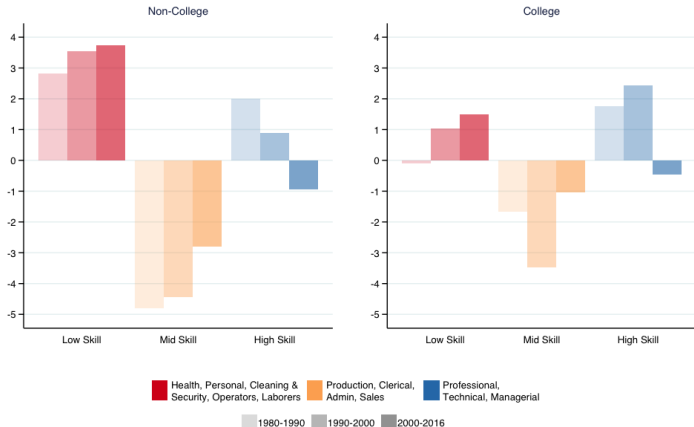 Non-College
College
4
3
2
1
0
-1
-2
-3
-4
-5
Low Skill
Mid Skill
High Skill
4
3
2
1
0
-1
-2
-3
-4
-5
Low Skill
Mid Skill
High Skill
Health, Personal, Cleaning &
Security, Operators, Laborers
Production, Clerical,
Admin, Sales
Professional,
Technical, Managerial
1980-1990
1990-2000
2000-2016